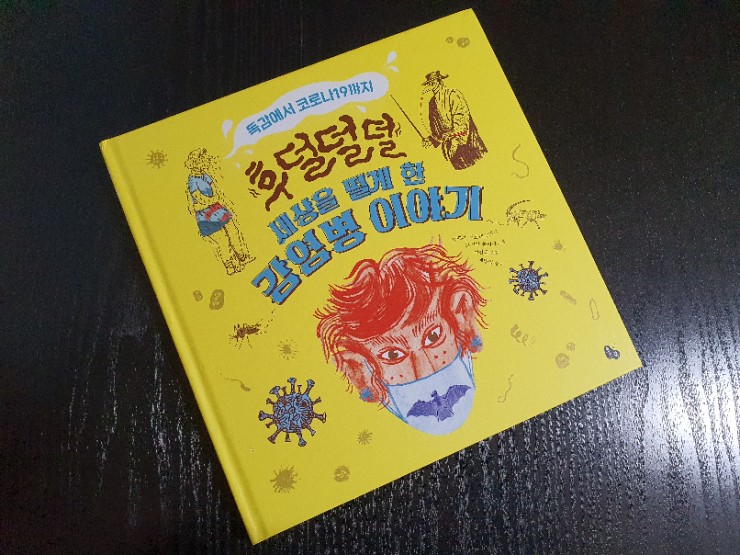 독감에서 코로나19까지
후덜덜덜
세상을 떨게 한
감염병 이야기